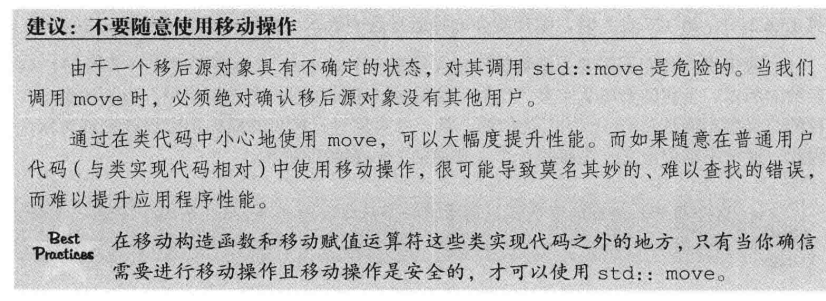 建议：不要随意使用移动操作
由于一个移后源对象具有不确定的状态，对其调用 std::move 是危险的。当我们
调用 move 时，必须绝对确认移后源对象没有其他用户。
通过在类代码中小心地使用 move，可以大幅度提升性能。而如果随意在普通用户
代码（与类实现代码相对）中使用移动操作，很可能导致莫名其妙的、难以查找的错误，
而难以提升应用程序性能。
Best
Practices
在移动构造函数和移动赋值运算符这些类实现代码之外的地方，只有当你确信
需要进行移动操作且移动操作是安全的，才可以使用 std:: move。